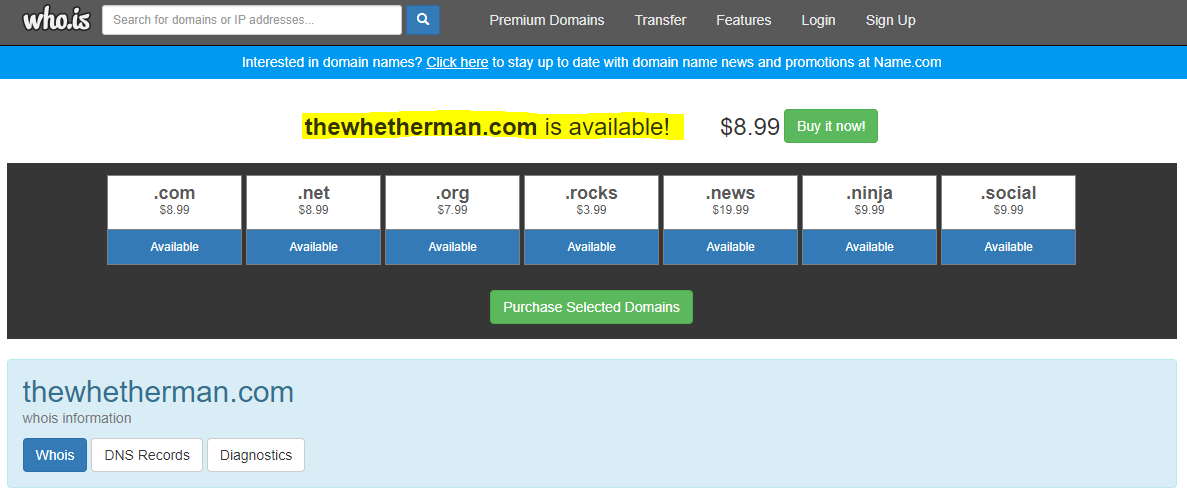 who.is Search for domains or IP addresses... Premium Domains Transfer Features Login Sign Up
Interested in domain names? Click here to stay up to date with domain name news and promotions at Name.com
thewhetherman.com is available! $8.99 Buy it now!
.com .net .org .rocks .news .ninja .social
$8.99 $8.99 $7.99 $3.99 $19.99 $9.99 $9.99
Available Available Available Available Available Available Available
Purchase Selected Domains
thewhetherman.com
whois information
Whois DNS Records Diagnostics